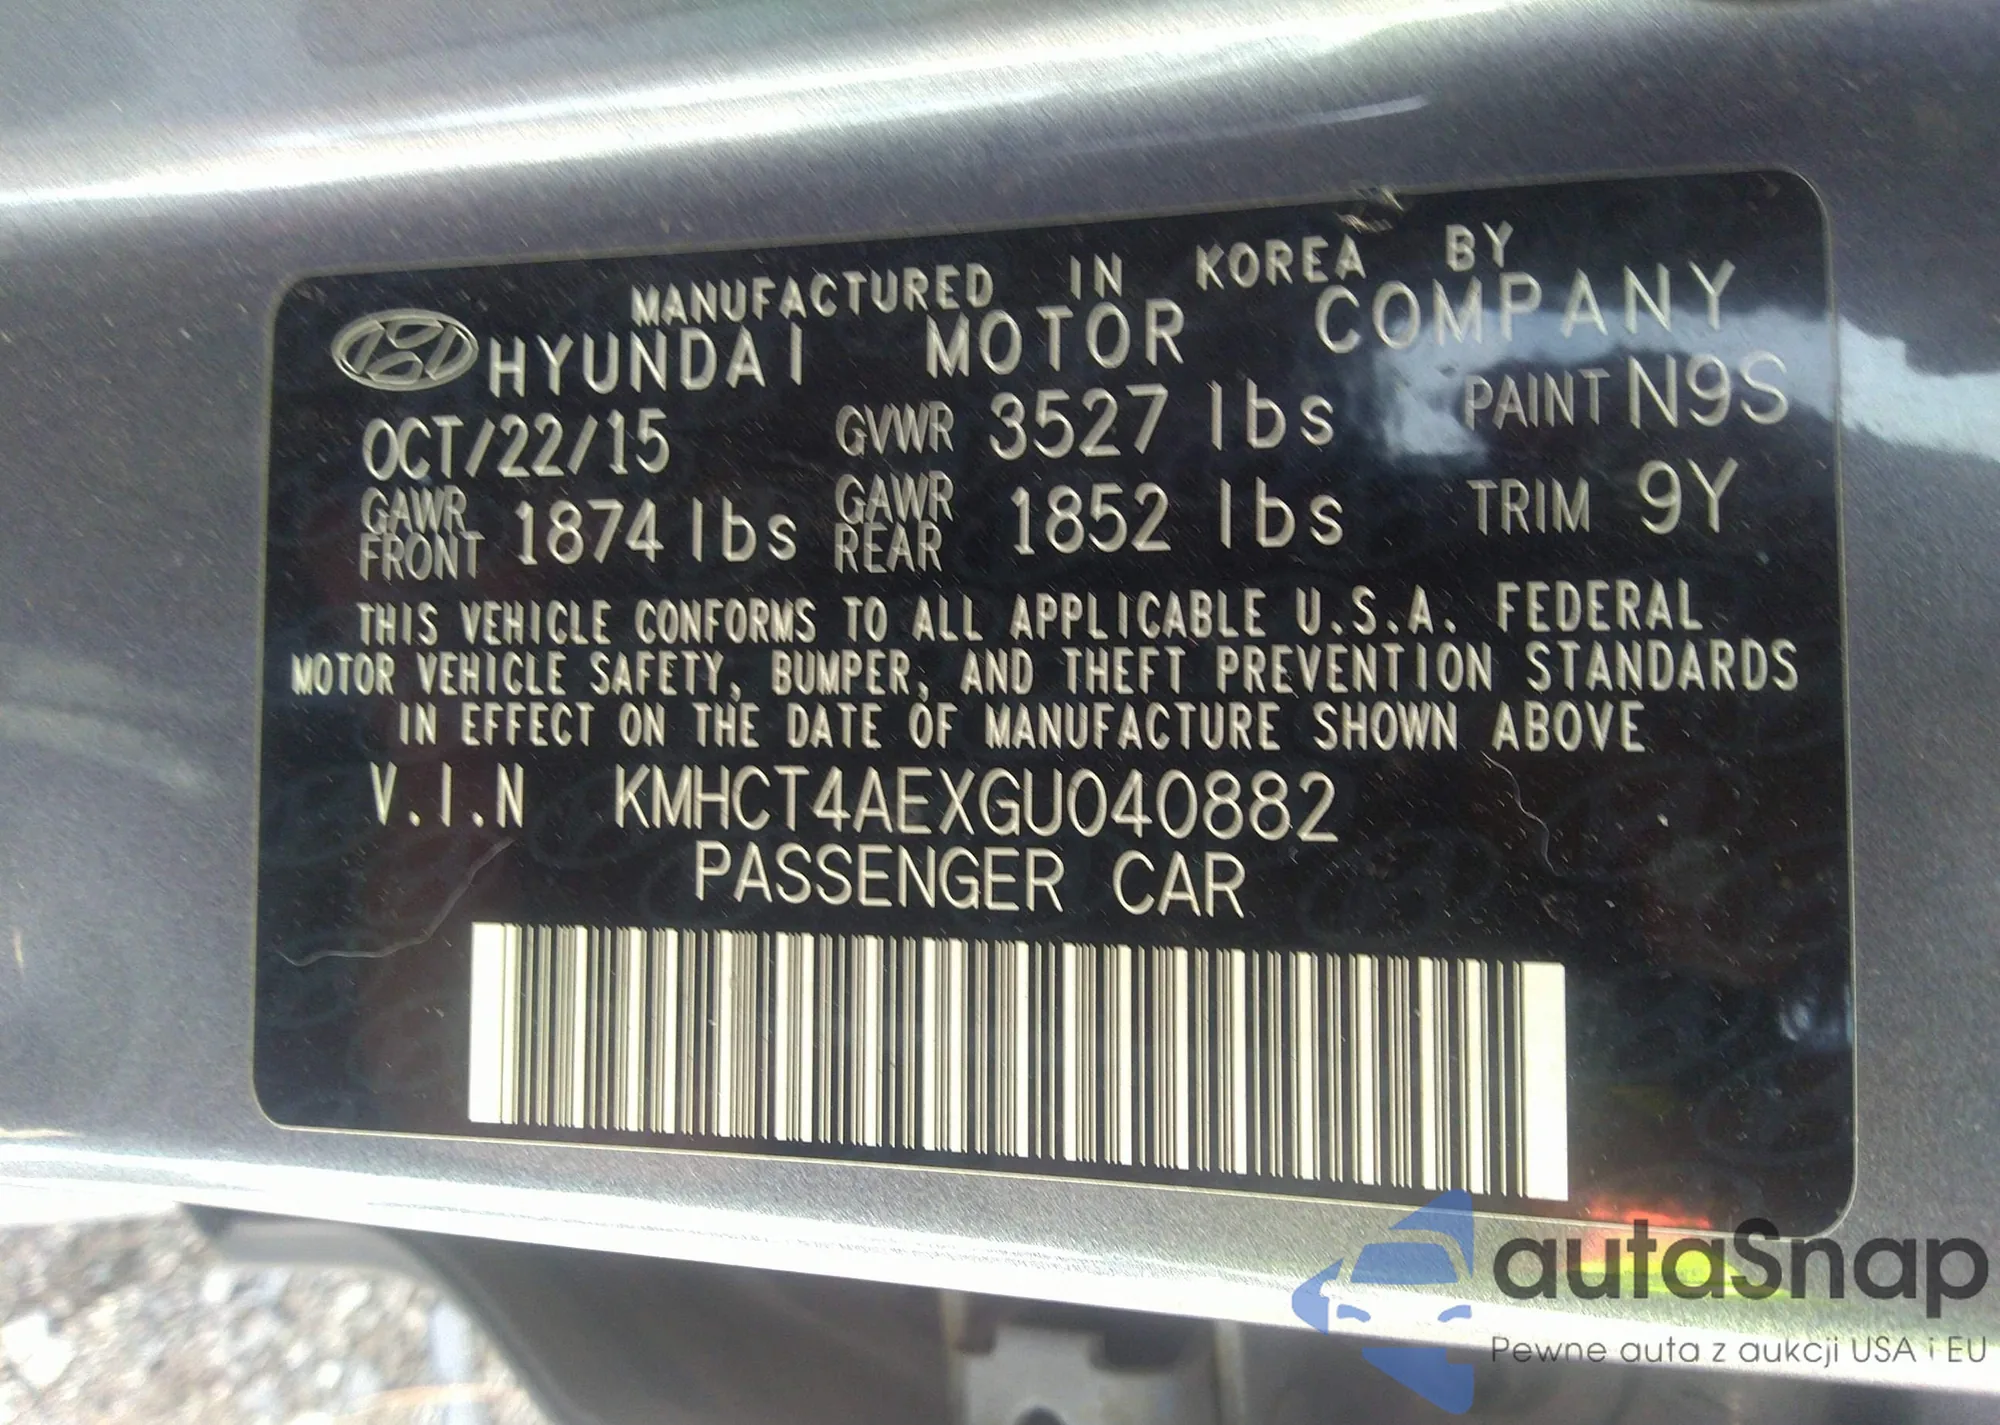 MANUFACTURED IN KOREA BY
HYUNDAI MOTOR COMPANY
OCT/22/15 GVWR 3527 lbs PAINT N9S
GAWR FRONT 1874 lbs GAWR REAR 1852 lbs TRIM 9Y
THIS VEHICLE CONFORMS TO ALL APPLICABLE U.S.A. FEDERAL
MOTOR VEHICLE SAFETY, BUMPER, AND THEFT PREVENTION STANDARDS
IN EFFECT ON THE DATE OF MANUFACTURE SHOWN ABOVE
V.I.N KMHCT4AEXGU040882
PASSENGER CAR
autaSnap
Pewne auta z aukcji USA i EU